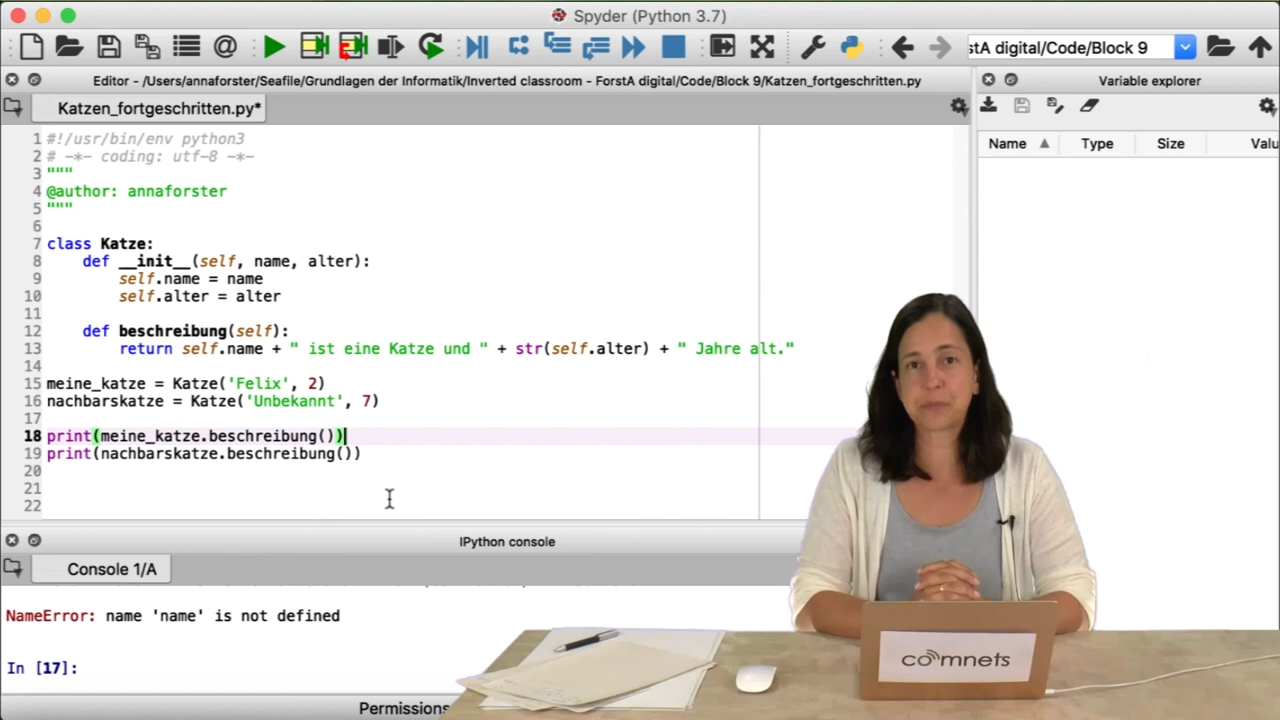 Spyder (Python 3.7)
stA digital/Code/Block 9
Editor - /Users/annaforster/Seafile/Grundlagen der Informatik/Inverted classroom - ForstA digital/Code/Block 9/Katzen_fortgeschritten.py
Variable explorer
Katzen_fortgeschritten.py*
Name Type Size Valu
1 #!/usr/bin/env python3
2 # -*- coding: utf-8 -*-
3 """
4 @author: annaforster
5 """
6
7 class Katze:
8 def __init__(self, name, alter):
9 self.name = name
10 self.alter = alter
11
12 def beschreibung(self):
13 return self.name + " ist eine Katze und " + str(self.alter) + " Jahre alt."
14
15 meine_katze = Katze('Felix', 2)
16 nachbarskatze = Katze('Unbekannt', 7)
17
18 print(meine_katze.beschreibung())
19 print(nachbarskatze.beschreibung())
20
21
22
IPython console
Console 1/A
NameError: name 'name' is not defined
In [17]:
Permissions
comnets